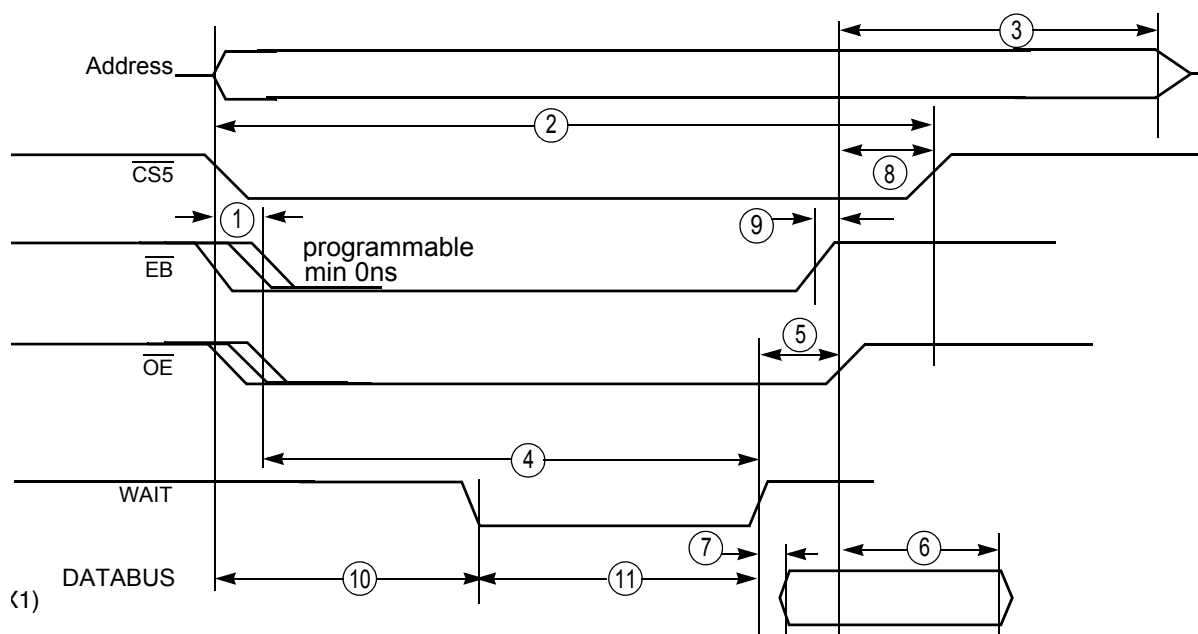 3
Address
2
CS5
8
1
9
programmable
min 0ns
EB
5
OE
4
WAIT
7
6
DATABUS
10
11
1)